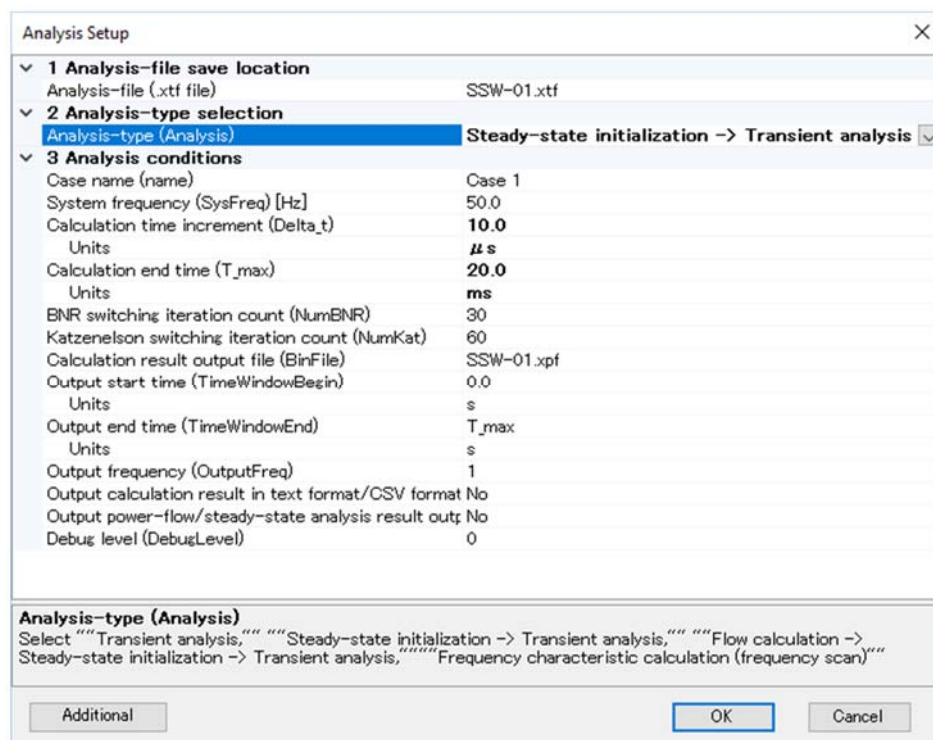 Analysis Setup
1 Analysis-file save location
Analysis-file (.xtf file) SSW-01.xtf
2 Analysis-type selection
Analysis-type (Analysis) Steady-state initialization -> Transient analysis
3 Analysis conditions
Case name (name) Case 1
System frequency (SysFreq) [Hz] 50.0
Calculation time increment (Delta_t) 10.0
Units μs
Calculation end time (T_max) 20.0
Units ms
BNR switching iteration count (NumBNR) 30
Katzenelson switching iteration count (NumKat) 60
Calculation result output file (BinFile) SSW-01.xpf
Output start time (TimeWindowBegin) 0.0
Units s
Output end time (TimeWindowEnd) T_max
Units s
Output frequency (OutputFreq) 1
Output calculation result in text format/CSV format No
Output power-flow/steady-state analysis result outp No
Debug level (DebugLevel) 0
Analysis-type (Analysis)
Select ""Transient analysis,"" ""Steady-state initialization -> Transient analysis,"" ""Flow calculation ->
Steady-state initialization -> Transient analysis,""""Frequency characteristic calculation (frequency scan)""
Additional OK Cancel